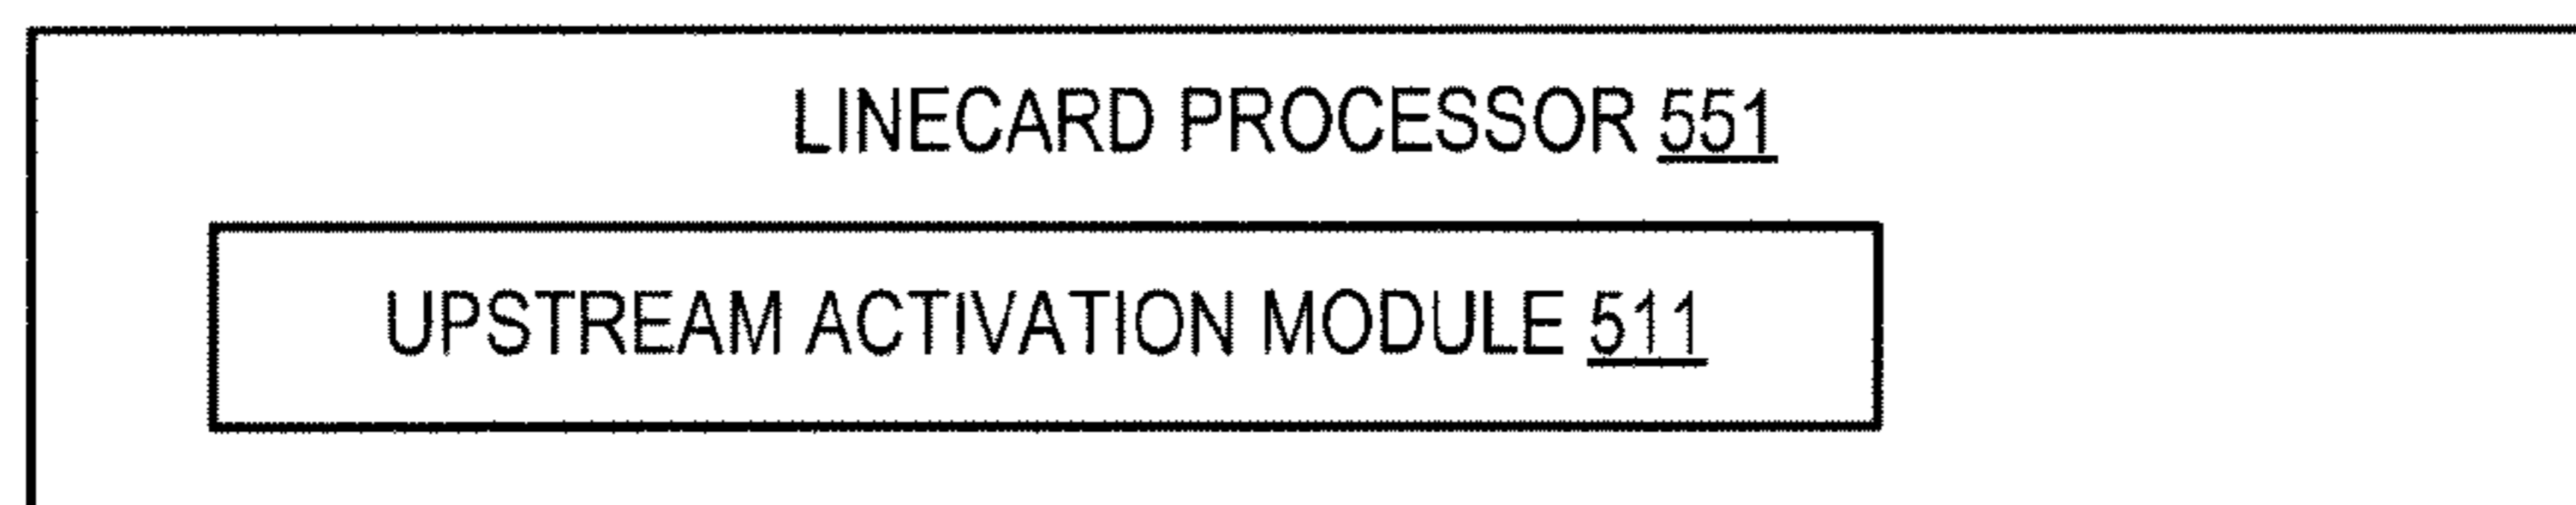 LINECARD PROCESSOR 551
UPSTREAM ACTIVATION MODULE 511